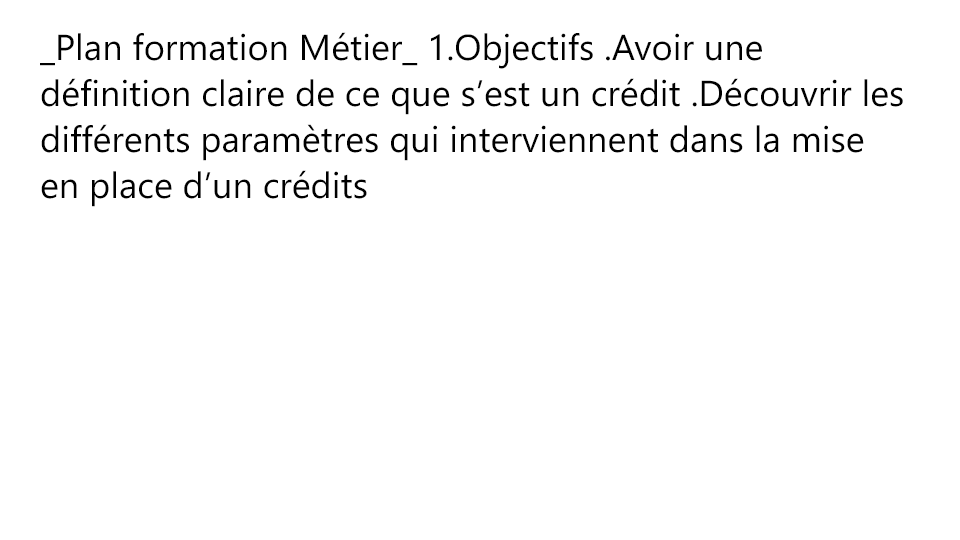 _Plan formation Métier_ 1.Objectifs .Avoir une
définition claire de ce que s’est un crédit .Découvrir les
différents paramètres qui interviennent dans la mise
en place d’un crédits